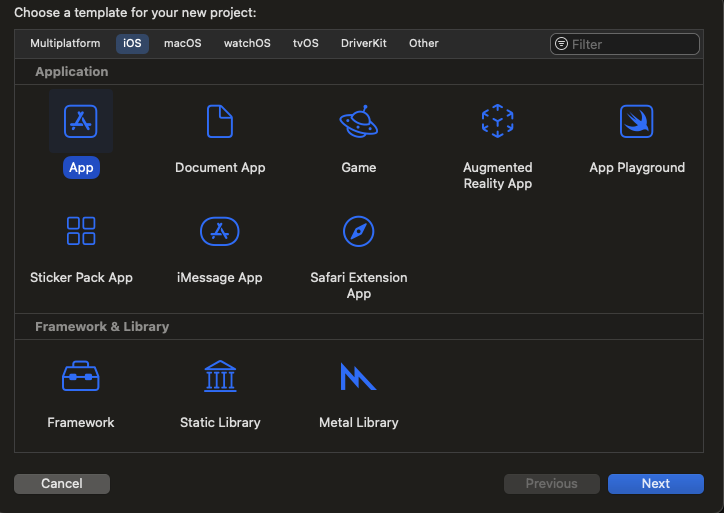 Choose a template for your new project:
Multiplatform iOS macOS watchOS tvOS DriverKit Other Filter
Application
App Document App Game Augmented Reality App App Playground
Sticker Pack App iMessage App Safari Extension App
Framework & Library
Framework Static Library Metal Library
Cancel Previous Next